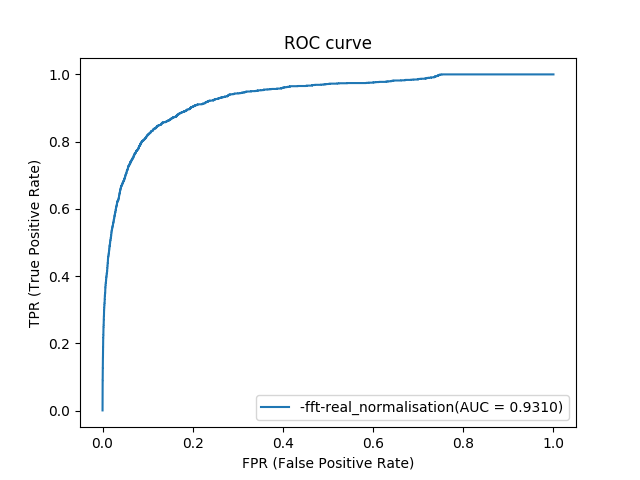 ROC curve
TPR (True Positive Rate)
1.0
0.8
0.6
0.4
0.2
0.0
-fft-real_normalisation(AUC = 0.9310)
0.0 0.2 0.4 0.6 0.8 1.0
FPR (False Positive Rate)